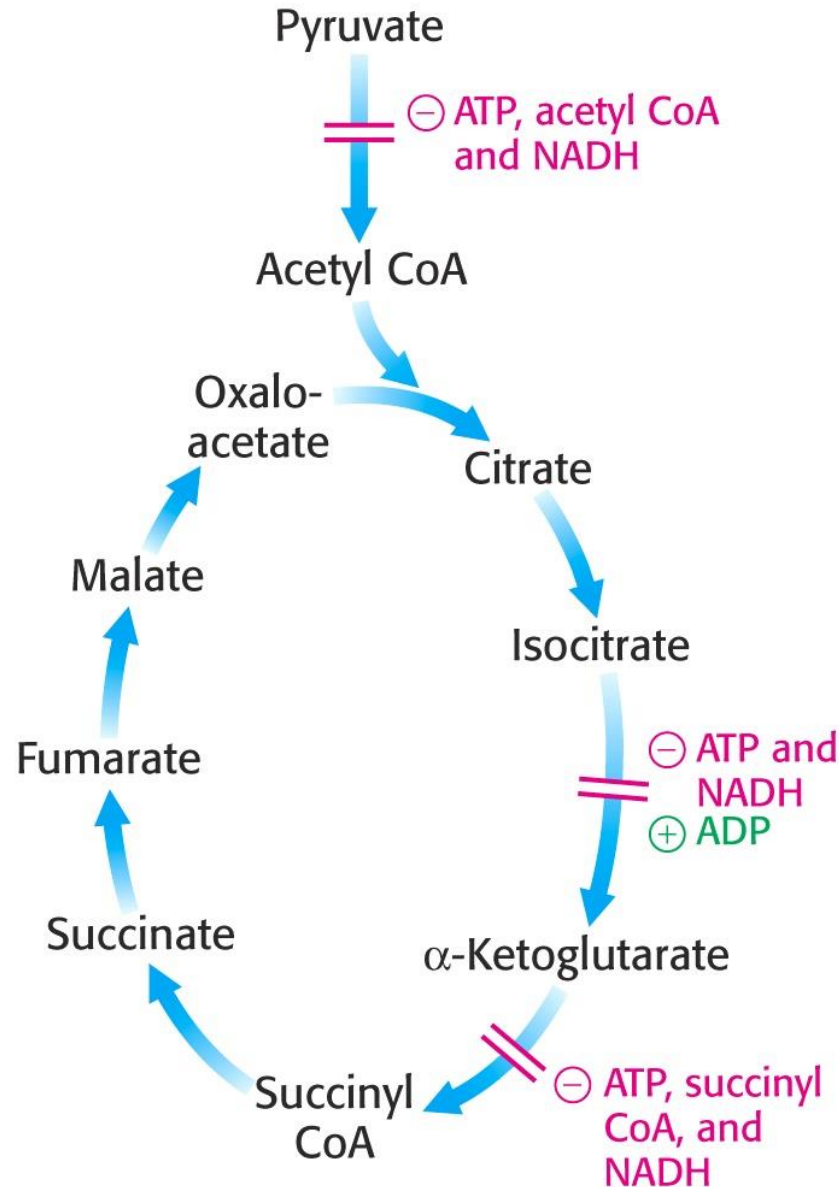 Pyruvate
⊖ ATP, acetyl CoA
and NADH
Acetyl CoA
Oxalo-
acetate
Citrate
Malate
Isocitrate
⊖ ATP and
NADH
⊕ ADP
Fumarate
Succinate
α-Ketoglutarate
Succinyl
CoA
⊖ ATP, succinyl
CoA, and
NADH